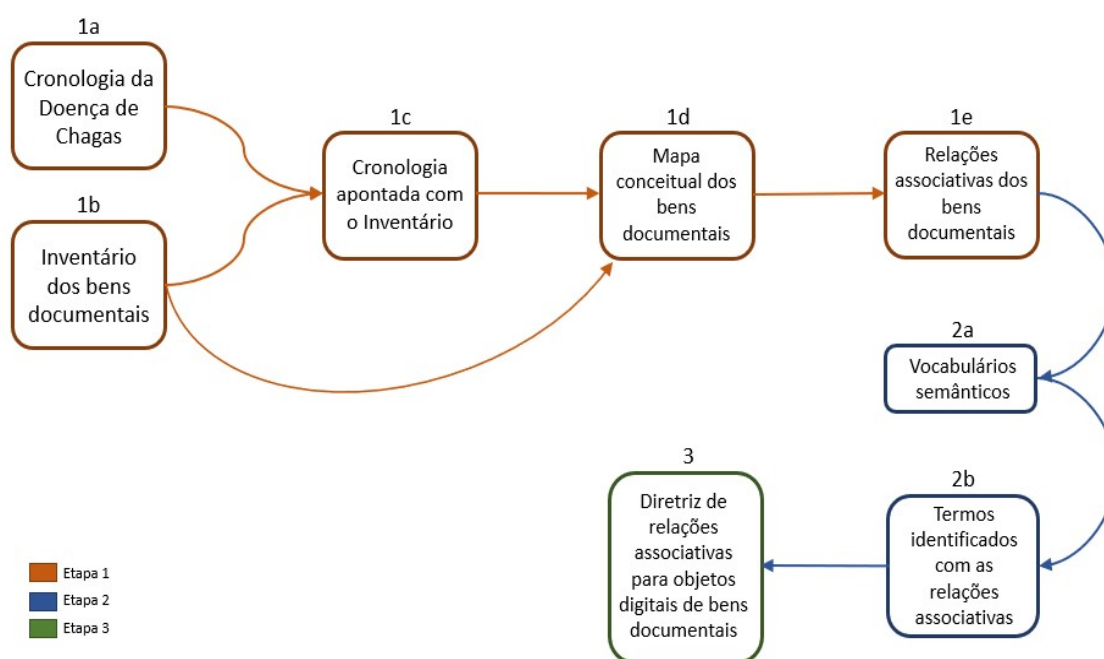 1a
Cronologia da
Doença de
Chagas
1b
Inventário
dos bens
documentais
1c
Cronologia
apontada com
o Inventário
1d
Mapa
conceitual dos
bens
documentais
1e
Relações
associativas dos
bens
documentais
2a
Vocabulários
semânticos
2b
Termos
identificados
com as
relações
associativas
3
Diretriz de
relações
associativas
para objetos
digitais de bens
documentais
Etapa 1
Etapa 2
Etapa 3